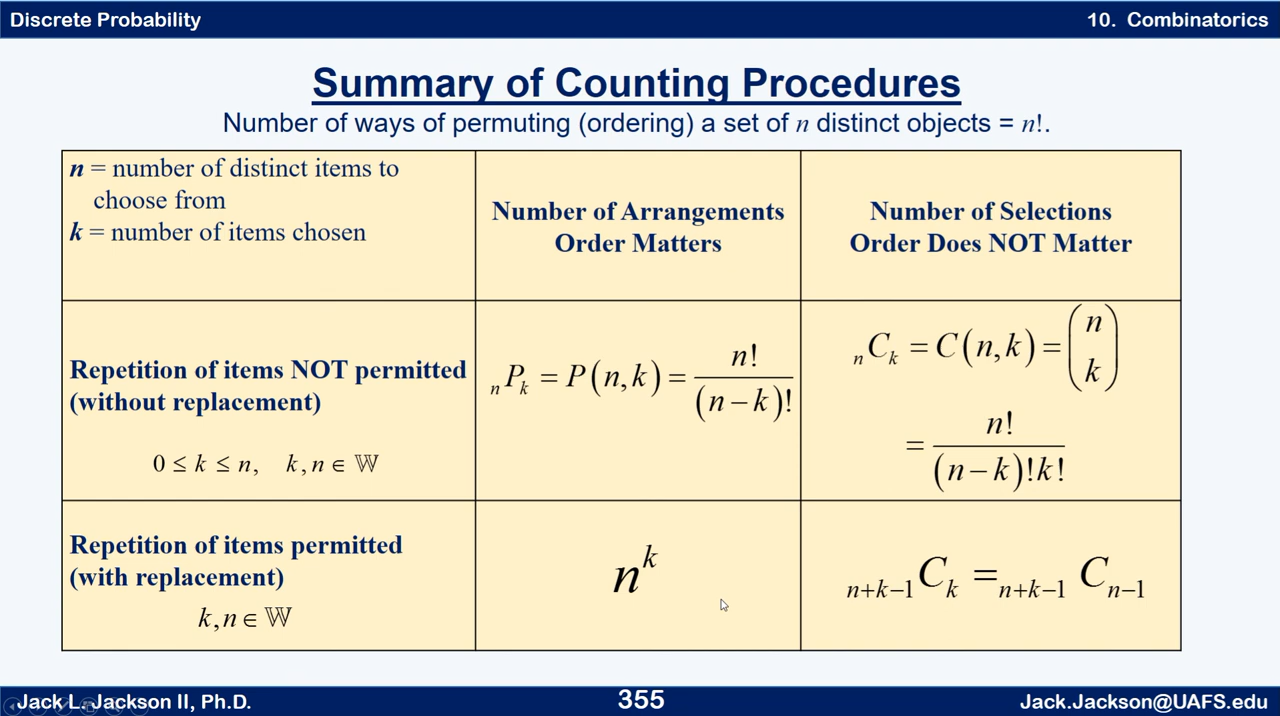 Discrete Probability
10. Combinatorics
Summary of Counting Procedures
Number of ways of permuting (ordering) a set of n distinct objects = n!.
n = number of distinct items to
choose from
k = number of items chosen
Number of Arrangements
Order Matters
Number of Selections
Order Does NOT Matter
Repetition of items NOT permitted
(without replacement)
0 ≤ k ≤ n, k, n ∈ 𝕎
ₙPₖ = P(n, k) = n! / (n − k)!
ₙCₖ = C(n, k) = (n k)
= n! / (n − k)!k!
Repetition of items permitted
(with replacement)
k, n ∈ 𝕎
nᵏ
ₙ₊ₖ₋₁Cₖ = ₙ₊ₖ₋₁Cₙ₋₁
Jack L. Jackson II, Ph.D.
355
Jack.Jackson@UAFS.edu